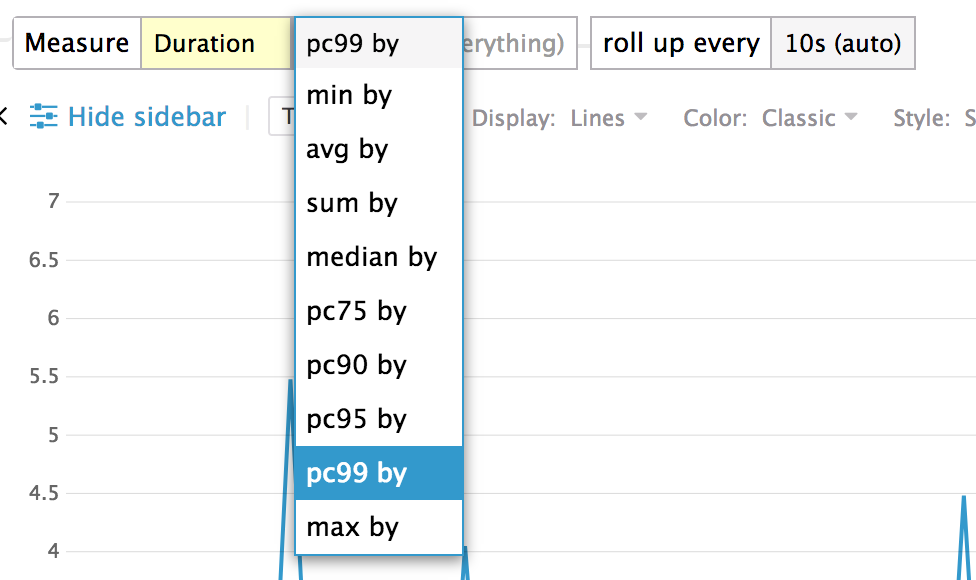 Measure Duration pc99 by erything) roll up every 10s (auto)
min by
Hide sidebar T Display: Lines Color: Classic Style: S
avg by
sum by
median by
pc75 by
pc90 by
pc95 by
pc99 by
max by
7
6.5
6
5.5
5
4.5
4